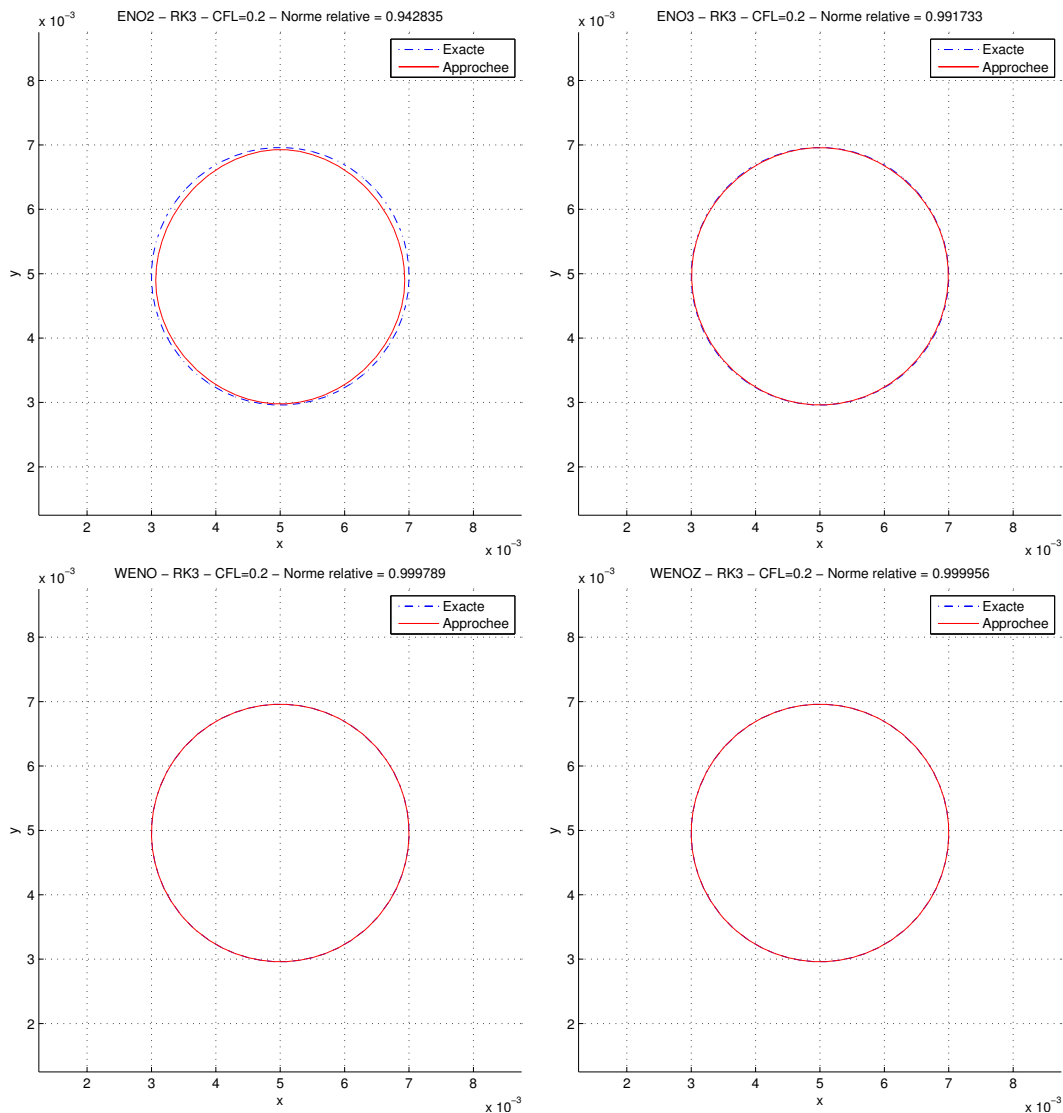 ENO2 – RK3 – CFL=0.2 – Norme relative = 0.942835
x 10⁻³
Exacte
Approchee
8
7
6
5
4
3
2
y
2 3 4 5 6 7 8
x
x 10⁻³
ENO3 – RK3 – CFL=0.2 – Norme relative = 0.991733
x 10⁻³
Exacte
Approchee
8
7
6
5
4
3
2
y
2 3 4 5 6 7 8
x
x 10⁻³
WENO – RK3 – CFL=0.2 – Norme relative = 0.999789
x 10⁻³
Exacte
Approchee
8
7
6
5
4
3
2
y
2 3 4 5 6 7 8
x
x 10⁻³
WENOZ – RK3 – CFL=0.2 – Norme relative = 0.999956
x 10⁻³
Exacte
Approchee
8
7
6
5
4
3
2
y
2 3 4 5 6 7 8
x
x 10⁻³